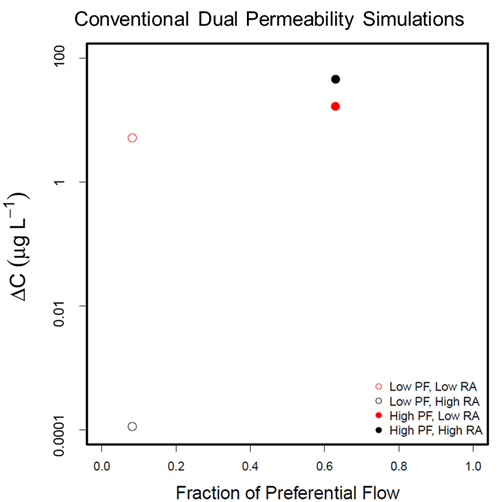 Conventional Dual Permeability Simulations
100
1
0.01
0.0001
ΔC (µg L⁻¹)
Low PF, Low RA
Low PF, High RA
High PF, Low RA
High PF, High RA
0.0 0.2 0.4 0.6 0.8 1.0
Fraction of Preferential Flow